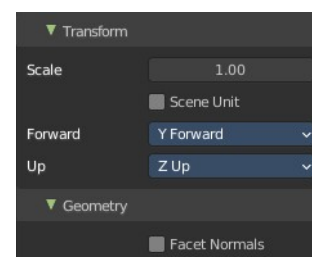 Transform
Scale 1.00
Scene Unit
Forward Y Forward
Up Z Up
Geometry
Facet Normals